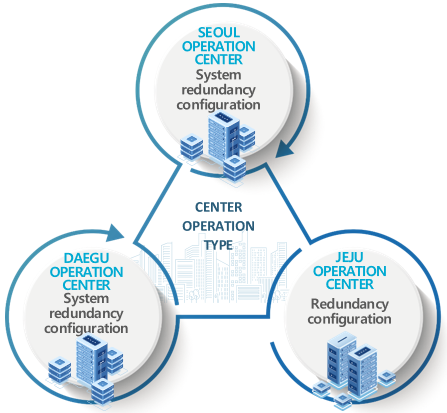 SEOUL
OPERATION
CENTER
System
redundancy
configuration
CENTER
OPERATION
TYPE
DAEGU
OPERATION
CENTER
System
redundancy
configuration
JEJU
OPERATION
CENTER
Redundancy
configuration